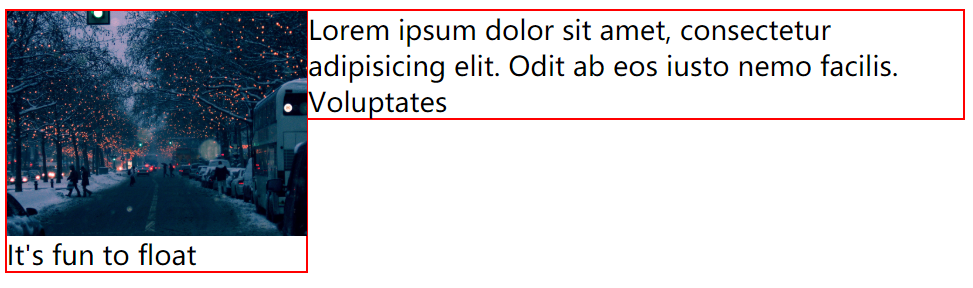 Lorem ipsum dolor sit amet, consectetur
adipisicing elit. Odit ab eos iusto nemo facilis.
Voluptates
It's fun to float